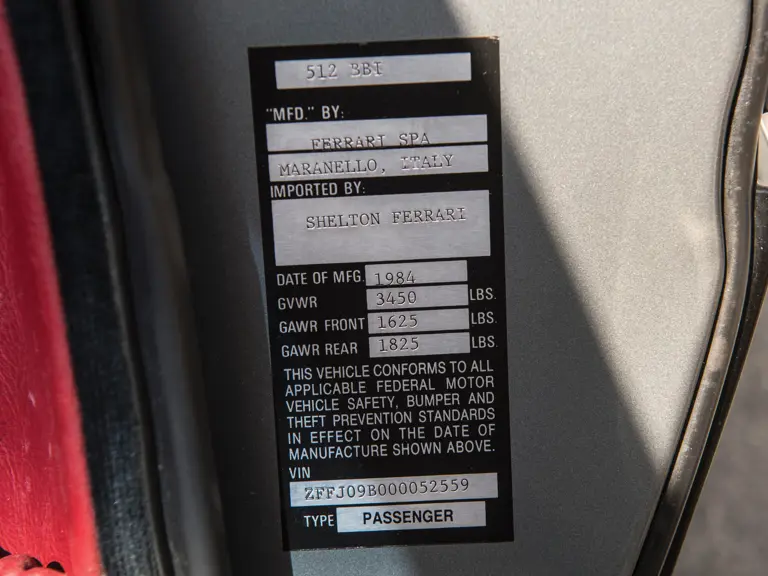 512 BBI
"MFD." BY:
FERRARI SPA
MARANELLO, ITALY
IMPORTED BY:
SHELTON FERRARI
DATE OF MFG. 1984
GVWR 3450 LBS.
GAWR FRONT 1625 LBS.
GAWR REAR 1825 LBS.
THIS VEHICLE CONFORMS TO ALL
APPLICABLE FEDERAL MOTOR
VEHICLE SAFETY, BUMPER AND
THEFT PREVENTION STANDARDS
IN EFFECT ON THE DATE OF
MANUFACTURE SHOWN ABOVE.
VIN
ZFFJ09B000052559
TYPE PASSENGER